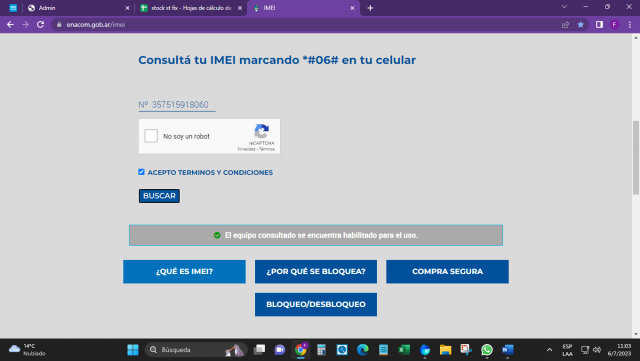 Admin
stock st fix - Hojas de cálculo de
IMEI
enacom.gob.ar/imei
Consultá tu IMEI marcando *#06# en tu celular
Nº 357515918060
No soy un robot
reCAPTCHA
Privacidad - Términos
ACEPTO TERMINOS Y CONDICIONES
BUSCAR
El equipo consultado se encuentra habilitado para el uso.
¿QUÉ ES IMEI?
¿POR QUÉ SE BLOQUEA?
COMPRA SEGURA
BLOQUEO/DESBLOQUEO
14°C
Nublado
Búsqueda
ESP
LAA
11:03
6/7/2023